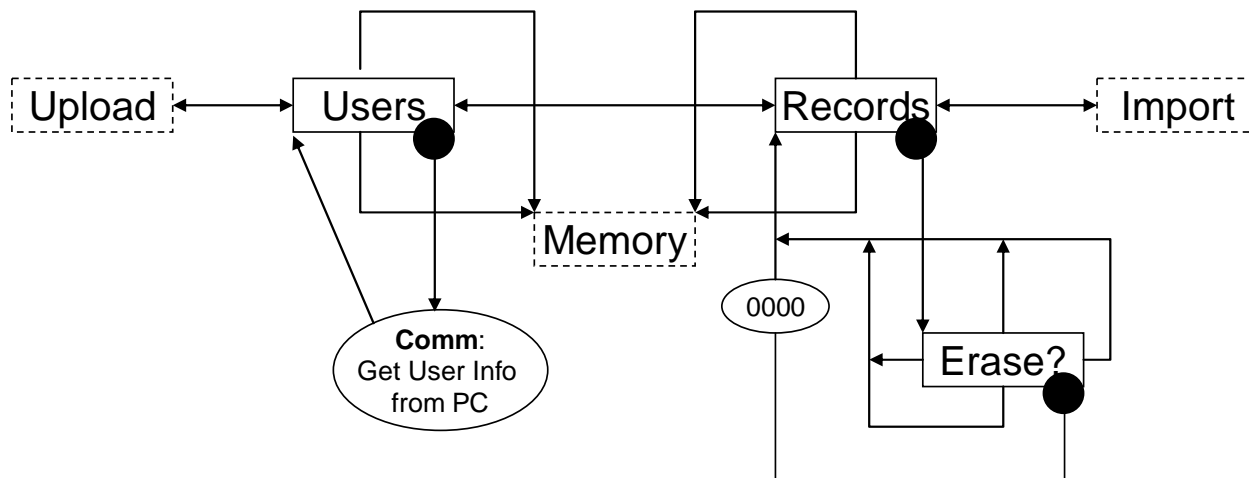 Upload
Users
Records
Import
Memory
0000
Comm:
Get User Info
from PC
Erase?